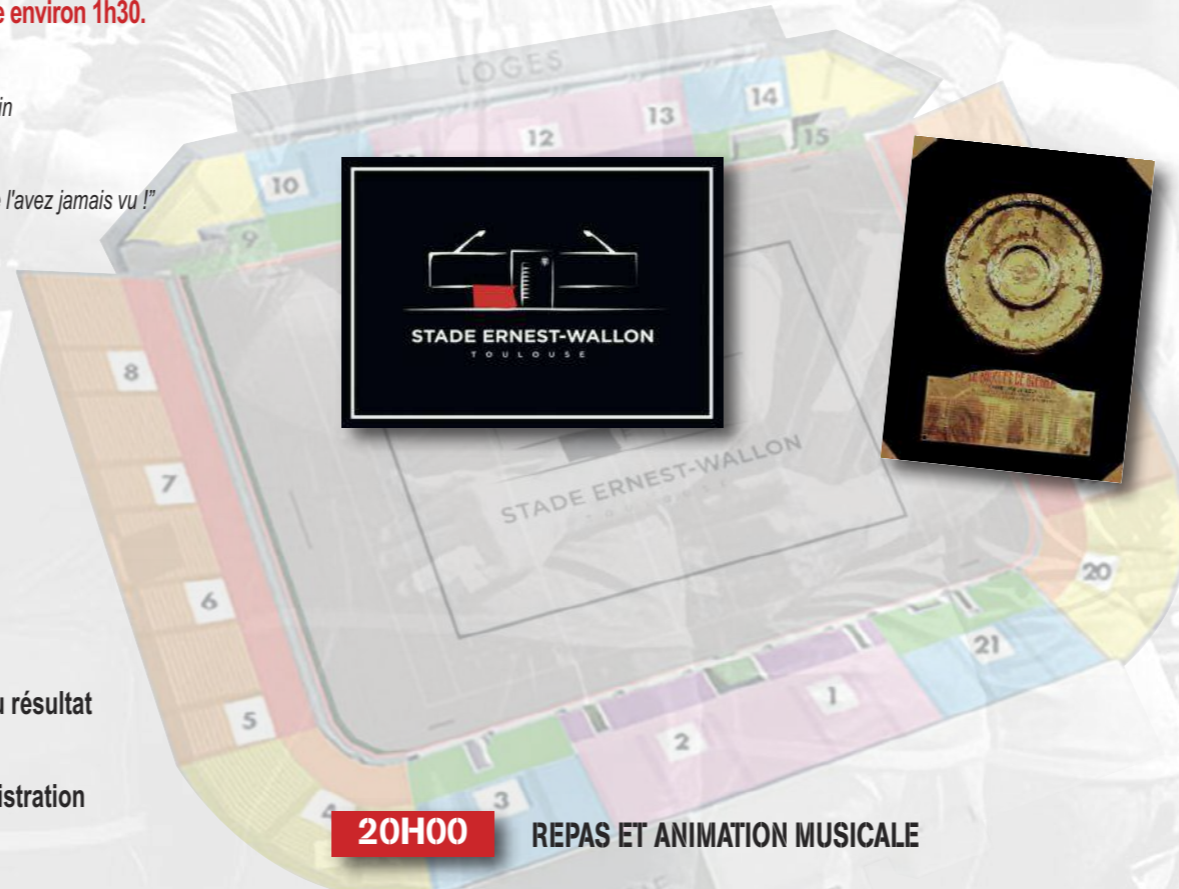 e environ 1h30.
LOGES
in
14
13
12
15
10
l'avez jamais vu !”
9
STADE ERNEST-WALLON
TOULOUSE
8
7
STADE ERNEST-WALLON
20
6
21
u résultat
5
1
2
istration
4
3
20H00 REPAS ET ANIMATION MUSICALE